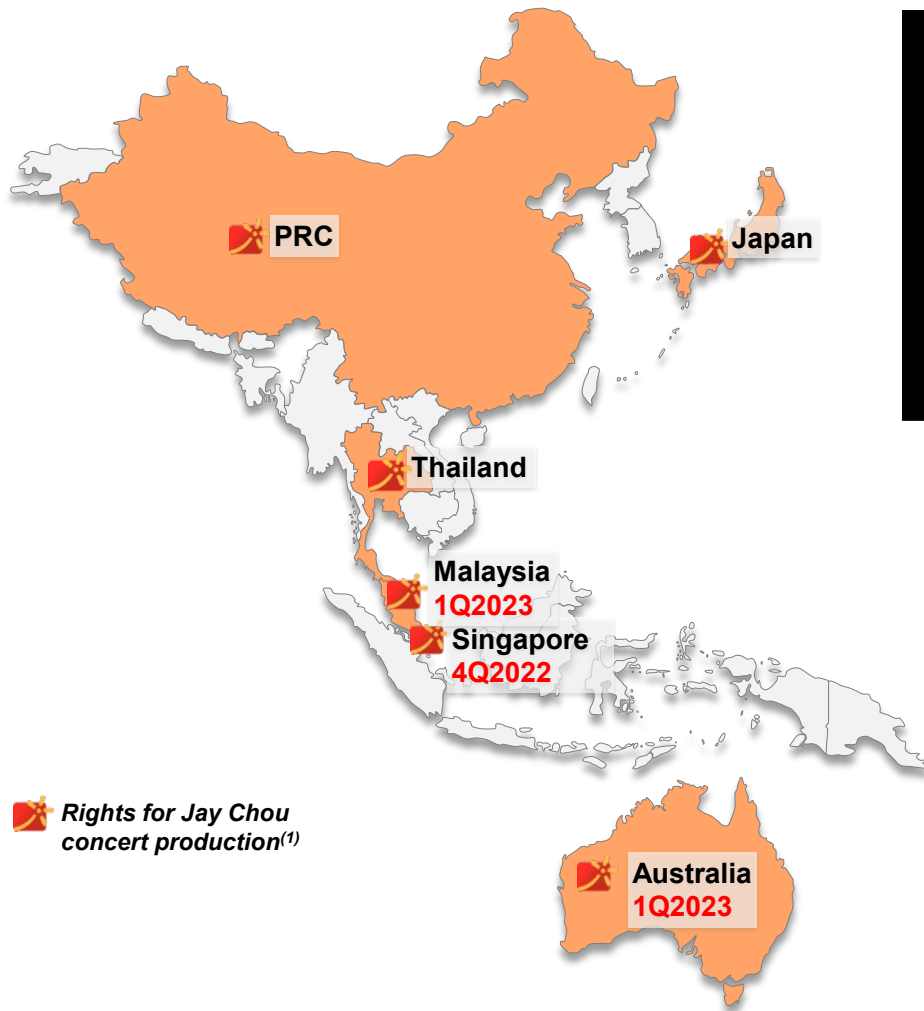 PRC
Japan
Thailand
Malaysia
1Q2023
Singapore
4Q2022
Rights for Jay Chou
concert production(1)
Australia
1Q2023